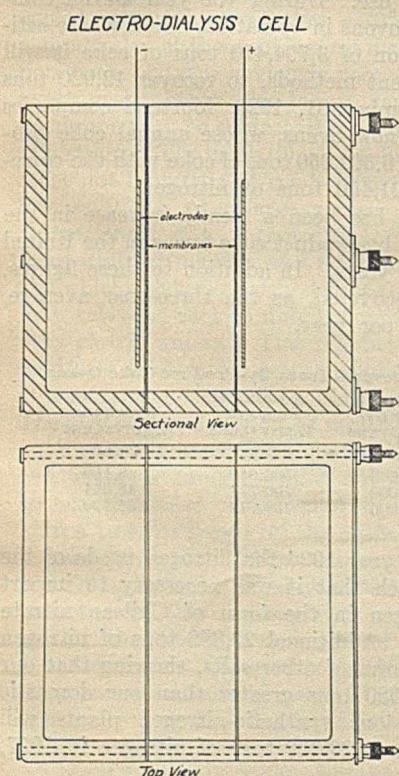 ELECTRO-DIALYSIS CELL
- +
electrodes
membranes
Sectional View
Top View